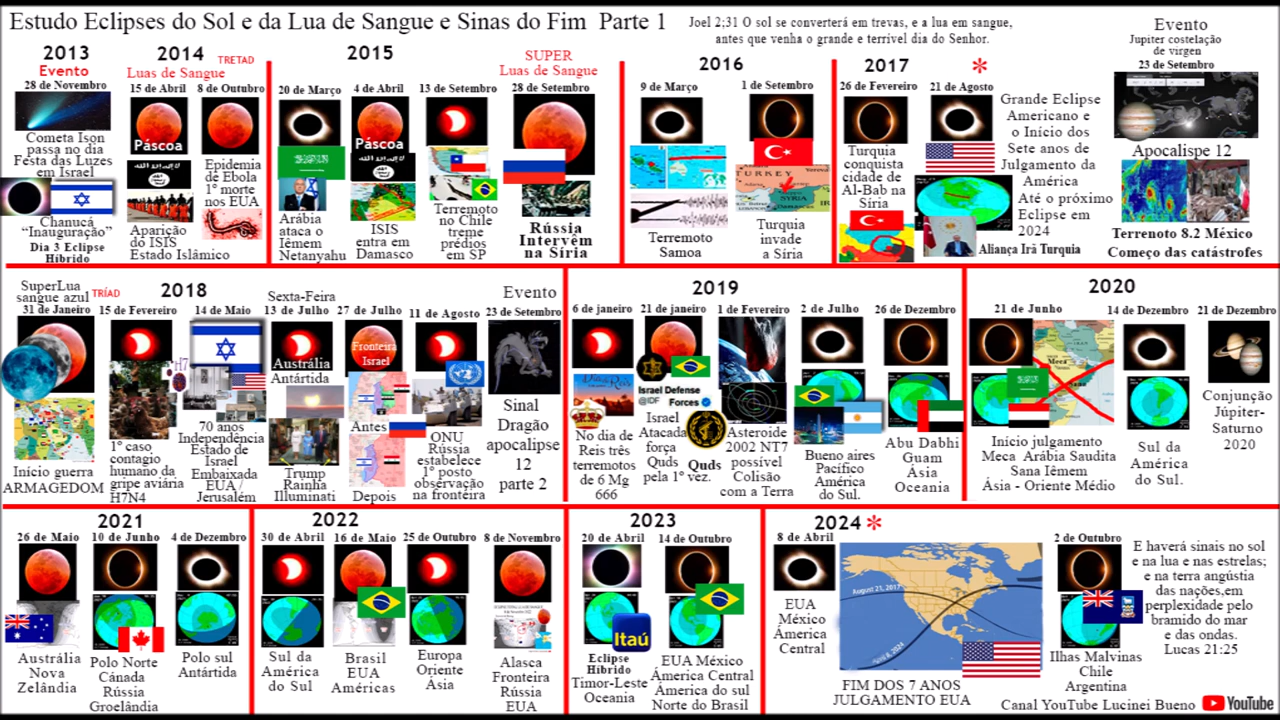 Estudo Eclipses do Sol e da Lua de Sangue e Sinas do Fim Parte 1
Joel 2;31 O sol se converterá em trevas, e a lua em sangue,
antes que venha o grande e terrivel dia do Senhor.
2013
Evento
28 de Novembro
Cometa Ison
passa no dia
Festa das Luzes
em Israel
Chanucá
“Inauguração”
Dia 3 Eclipse
Hibrido
2014
TRETAD
Luas de Sangue
15 de Abril
Páscoa
Aparição
do ISIS
Estado Islâmico
8 de Outubro
Epidemia
de Ebola
1º morte
nos EUA
2015
20 de Março
Arábia
ataca o
Iêmem
Netanyahu
4 de Abril
Páscoa
ISIS
entra em
Damasco
13 de Setembro
Terremoto
no Chile
treme
prédios
em SP
SUPER
Luas de Sangue
28 de Setembro
Rússia
Intervém
na Síria
2016
9 de Março
Terremoto
Samoa
1 de Setembro
TURKEY
SYRIA
Turquia
invade
a Síria
2017
26 de Fevereiro
Turquia
conquista
cidade de
Al-Bab na
Síria
*
21 de Agosto
Grande Eclipse
Americano e
o Início dos
Sete anos de
Julgamento da
América
Até o próximo
Eclipse em
2024
Aliança Irã Turquia
Evento
Jupiter costelação
de virgen
23 de Setembro
Apocalispe 12
Terrenoto 8.2 México
Começo das catástrofes
SuperLua
sangue azul
TRÍAD
31 de Janeiro
Início guerra
ARMAGEDOM
2018
15 de Fevereiro
H7
1º caso
contagio
humano da
gripe aviária
H7N4
14 de Maio
70 anos
Independência
Estado de
Israel
Embaixada
EUA /
Jerusalém
Sexta-Feira
13 de Julho
Austrália
Antártida
Trump
Rainha
Illuminati
27 de Julho
Fronteira
Israel
Antes
Depois
11 de Agosto
ONU
Rússia
estabelece
1º posto
observação
na fronteira
Evento
23 de Setembro
Sinal
Dragão
apocalipse
12
parte 2
2019
6 de janeiro
No dia de
Reis três
terremotos
de 6 Mg
666
21 de janeiro
Israel Defense
Forces
@IDF
Israel
Atacada
força
Quds
pela 1º vez.
Quds
1 de Fevereiro
Asteroide
2002 NT7
possível
Colisão
com a Terra
2 de Julho
Bueno aires
Pacífico
América
do Sul.
26 de Dezembro
Abu Dabhi
Guam
Ásia
Oceania
2020
21 de Junho
Meca
Sana
Início julgamento
Meca Arábia Saudita
Sana Iêmem
Ásia - Oriente Médio
14 de Dezembro
Sul da
América
do Sul.
21 de Dezembro
Conjunção
Júpiter-
Saturno
2020
2021
26 de Maio
Austrália
Nova
Zelândia
10 de Junho
Polo Norte
Cánada
Rússia
Groelândia
4 de Dezembro
Polo sul
Antártida
2022
30 de Abril
Sul da
América
do Sul
16 de Maio
Brasil
EUA
Américas
25 de Outubro
Europa
Oriente
Ásia
8 de Novembro
Alasca
Fronteira
Rússia
EUA
2023
20 de Abril
Itaú
Eclipse
Híbrido
Timor-Leste
Oceania
14 de Outubro
EUA México
Ámerica Central
Ámerica do sul
Norte do Brasil
2024 *
8 de Abril
EUA
México
Ámerica
Central
August 21, 2017
April 8, 2024
FIM DOS 7 ANOS
JULGAMENTO EUA
2 de Outubro
Ilhas Malvinas
Chile
Argentina
E haverá sinais no sol
e na lua e nas estrelas;
e na terra angústia
das nações,em
perplexidade pelo
bramido do mar
e das ondas.
Lucas 21:25
Canal YouTube Lucinei Bueno
YouTube